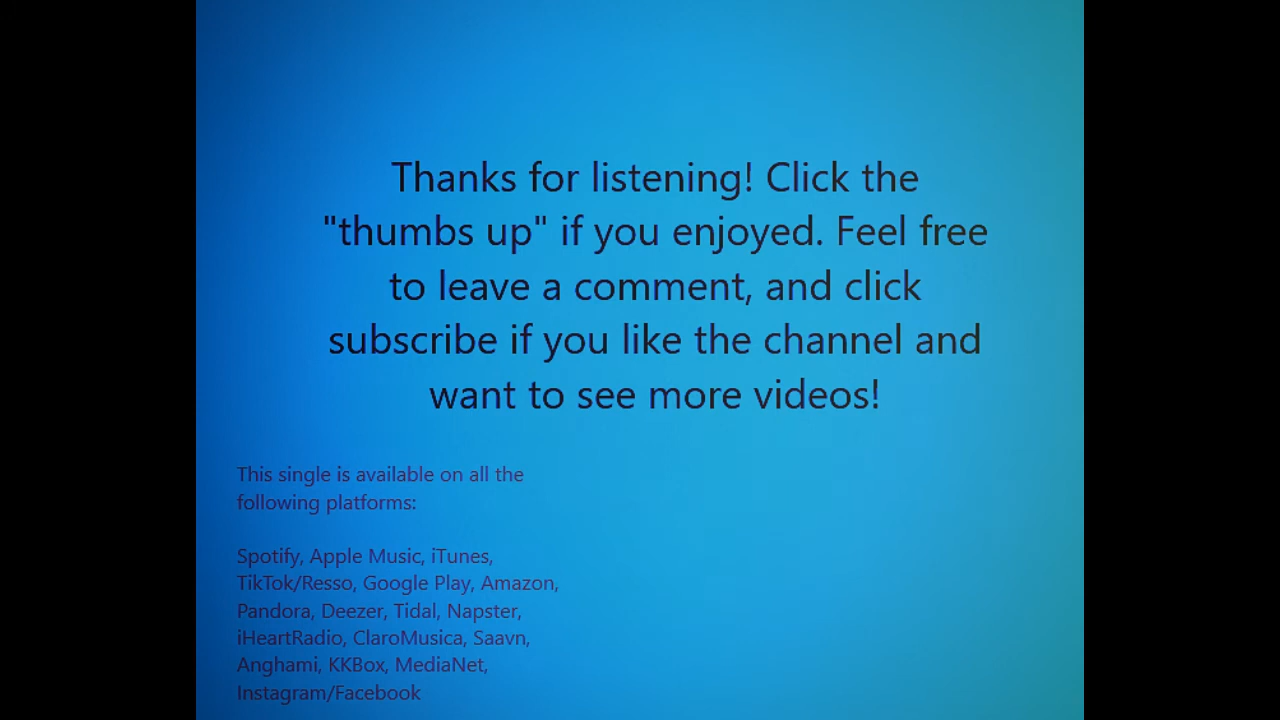 Thanks for listening! Click the
"thumbs up" if you enjoyed. Feel free
to leave a comment, and click
subscribe if you like the channel and
want to see more videos!
This single is available on all the
following platforms:
Spotify, Apple Music, iTunes,
TikTok/Resso, Google Play, Amazon,
Pandora, Deezer, Tidal, Napster,
iHeartRadio, ClaroMusica, Saavn,
Anghami, KKBox, MediaNet,
Instagram/Facebook